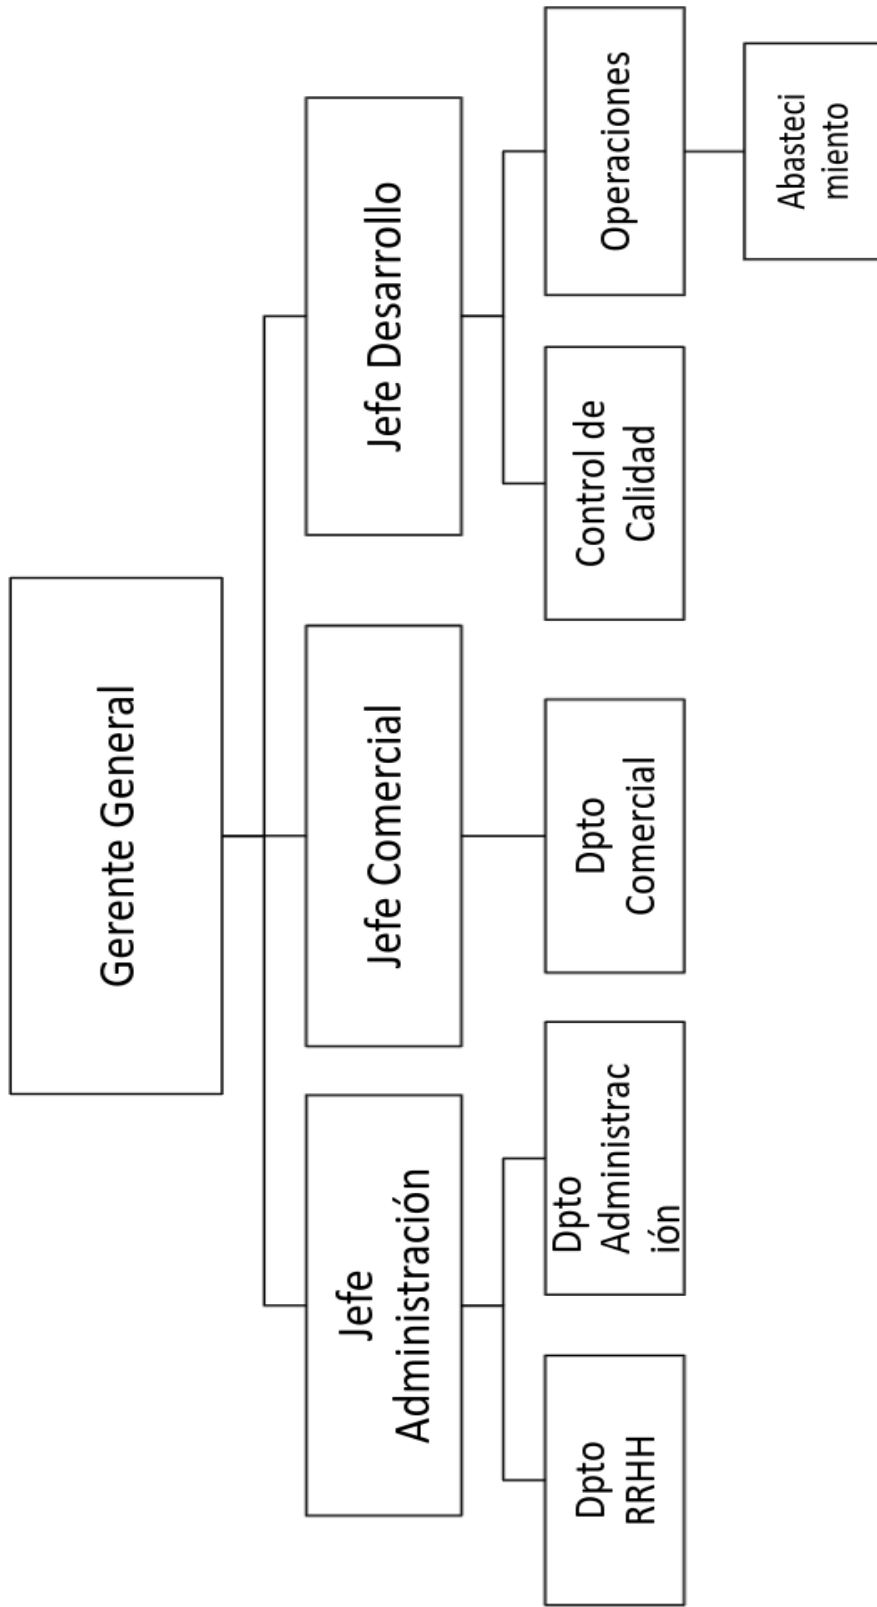 Gerente General
Jefe
Administración
Jefe Comercial
Jefe Desarrollo
Dpto
RRHH
Dpto
Administrac
ión
Dpto
Comercial
Control de
Calidad
Operaciones
Abasteci
miento